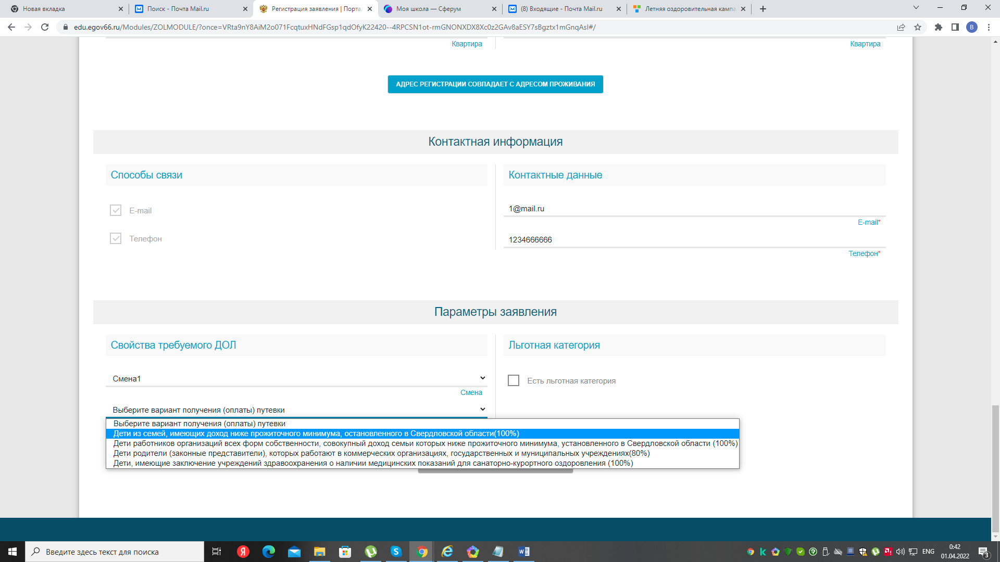 Новая вкладка
Поиск - Почта Mail.ru
Регистрация заявления | Порта
Моя школа — Сферум
(8) Входящие - Почта Mail.ru
Летняя оздоровительная кампа
edu.egov66.ru/Modules/ZOLMODULE/?once=VRta9nY8AiM2o071FcqtuxHNdFGsp1qdOfyK22420--4RPCSN1ot-rmGNONXDX8Xc0z2GAv8aESY7sBgztx1mGnqAsI#/
B
Квартира
Квартира
АДРЕС РЕГИСТРАЦИИ СОВПАДАЕТ С АДРЕСОМ ПРОЖИВАНИЯ
Контактная информация
Способы связи
Контактные данные
E-mail
1@mail.ru
E-mail*
Телефон
1234666666
Телефон*
Параметры заявления
Свойства требуемого ДОЛ
Льготная категория
Смена1
Есть льготная категория
Смена
Выберите вариант получения (оплаты) путевки
Выберите вариант получения (оплаты) путевки
Дети из семей, имеющих доход ниже прожиточного минимума, остановленного в Свердловской области(100%)
Дети работников организаций всех форм собственности, совокупный доход семьи которых ниже прожиточного минимума, установленного в Свердловской области (100%)
Дети родители (законные представители), которых работают в коммерческих организациях, государственных и муниципальных учреждениях(80%)
Дети, имеющие заключение учреждений здравоохранения о наличии медицинских показаний для санаторно-курортного оздоровления (100%)
Введите здесь текст для поиска
ENG
0:42
01.04.2022
3